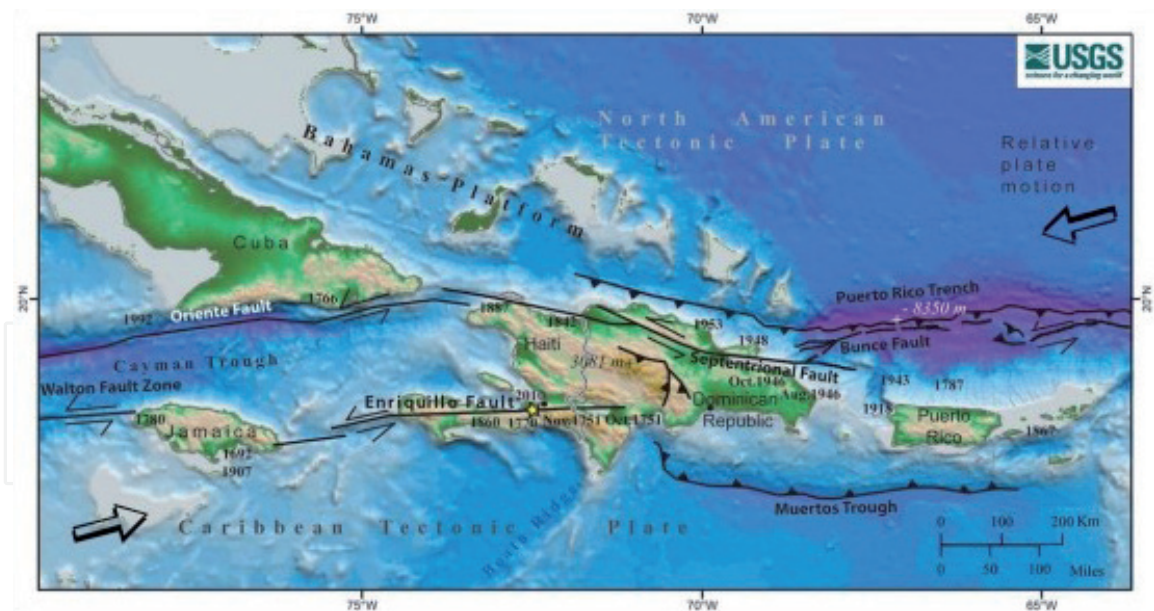 75°W 70°W 65°W
USGS
science for a changing world
North American
Tectonic Plate
Relative
plate
motion
Bahamas Platform
Cuba
20°N
20°N
Puerto Rico Trench
- 8350 m
1766
1992
Oriente Fault
1887
1842
1953
1948
Bunce Fault
Haiti
Cayman Trough
3081 m
Septentrional Fault
Walton Fault Zone
Oct.1946
Aug.1946
1943
1787
Enriquillo Fault
2010
Dominican
Republic
1780
Jamaica
1860
1770
Nov.1751
Oct.1751
1918
Puerto
Rico
1867
1692
1907
Muertos Trough
Caribbean Tectonic Plate
Beata Ridge
0 100 200 Km
0 50 100 Miles
75°W 70°W 65°W